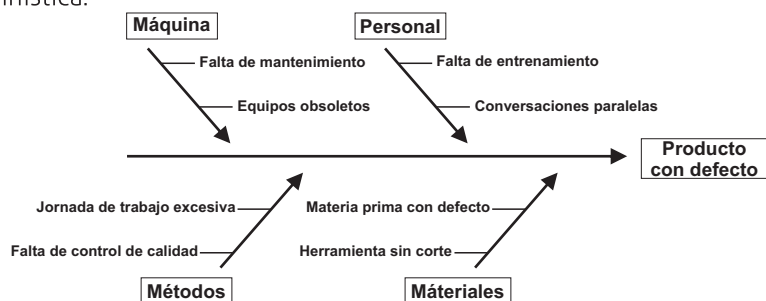 Máquina
Personal
Falta de mantenimiento
Falta de entrenamiento
Equipos obsoletos
Conversaciones paralelas
Producto
con defecto
Jornada de trabajo excesiva
Materia prima con defecto
Falta de control de calidad
Herramienta sin corte
Métodos
Máteriales